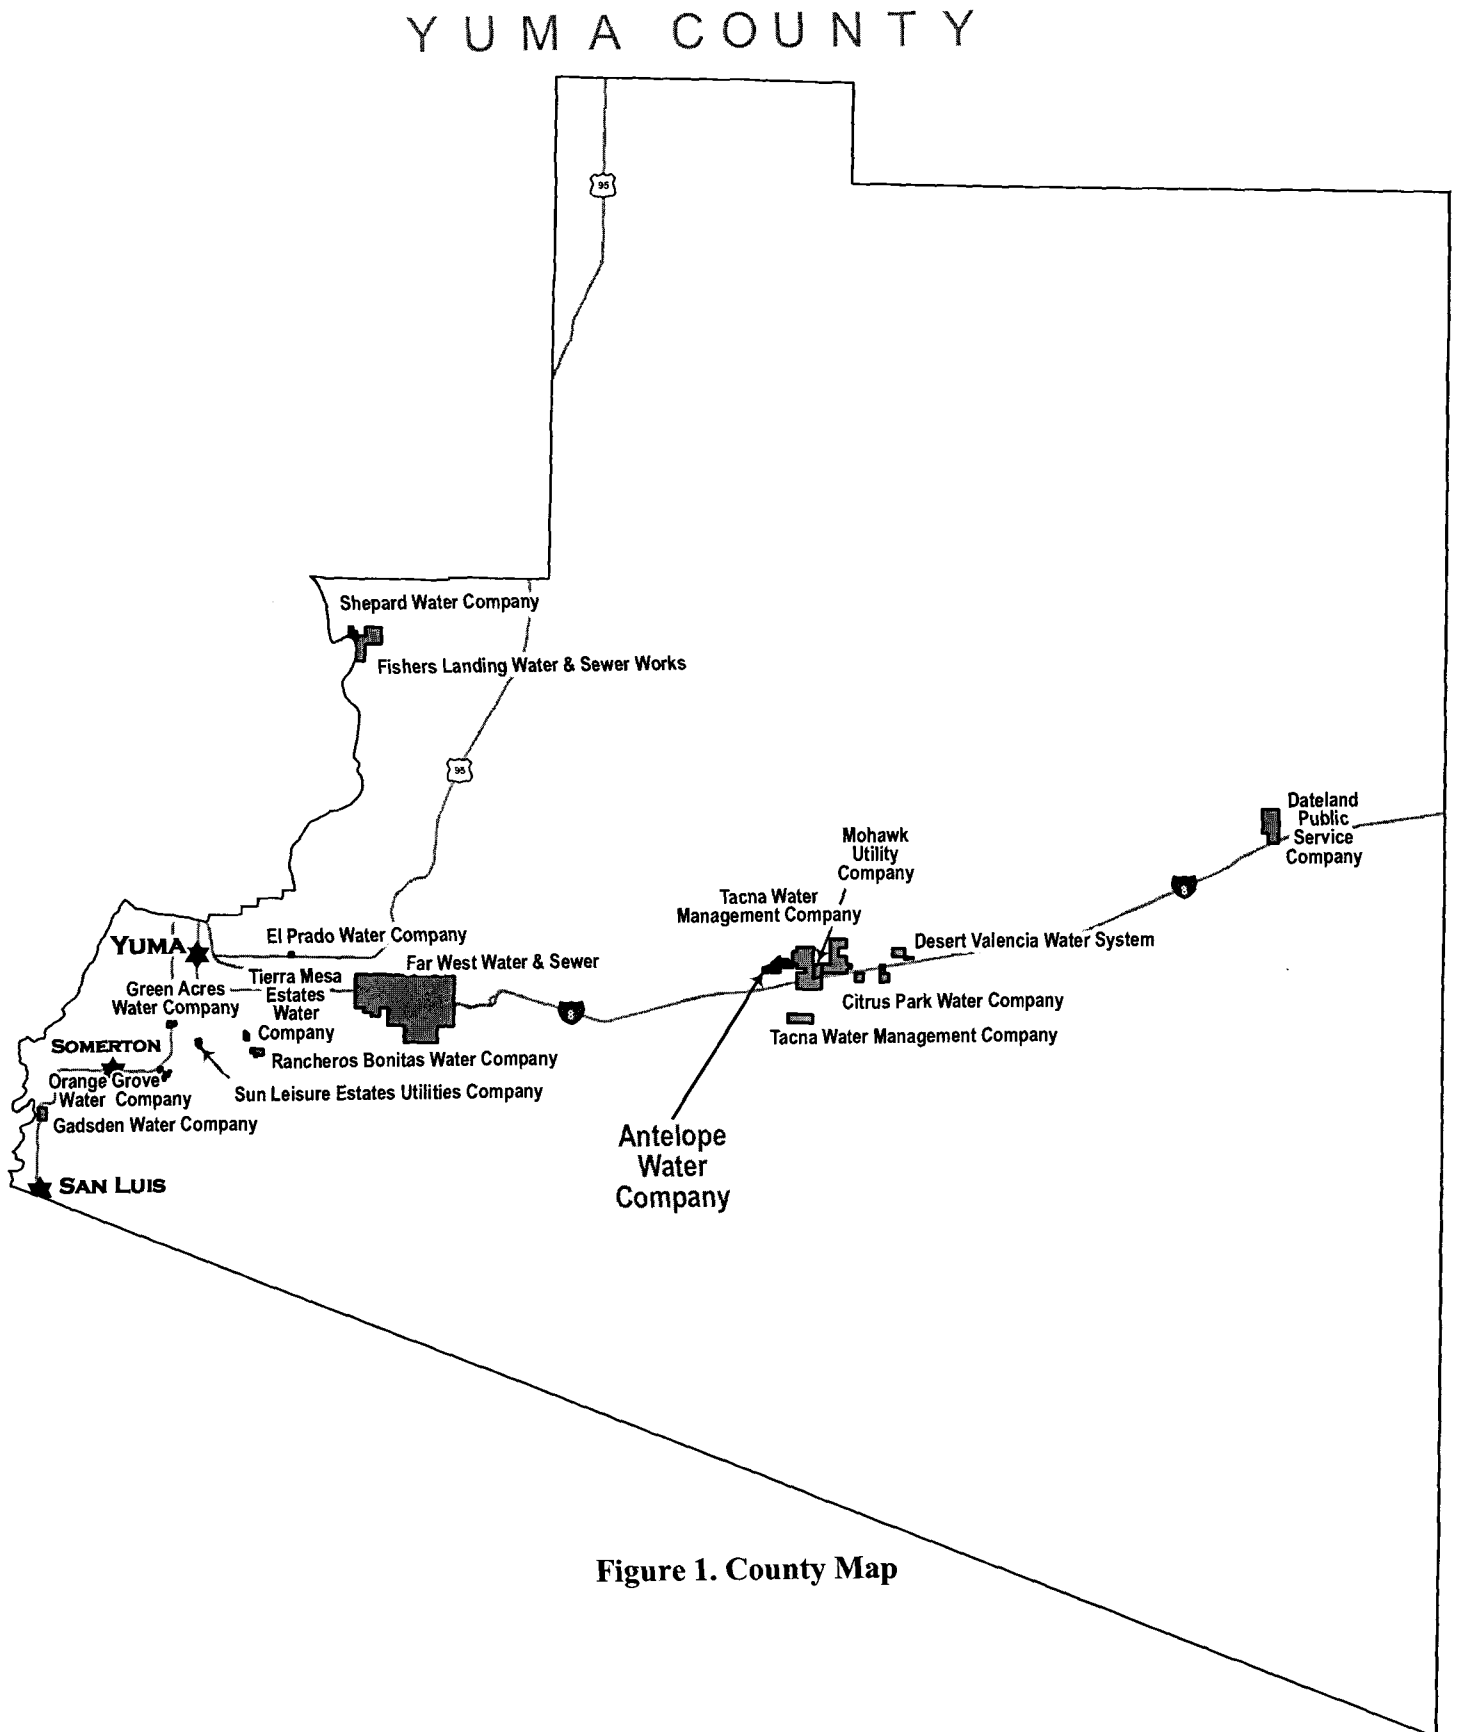 YUMA COUNTY
95
Shepard Water Company
Fishers Landing Water & Sewer Works
95
Dateland
Public
Service
Company
Mohawk
Utility
Company
8
Tacna Water
Management Company
El Prado Water Company
Desert Valencia Water System
YUMA
Far West Water & Sewer
Tierra Mesa
Estates
Water
Company
Green Acres
Water Company
Citrus Park Water Company
8
Tacna Water Management Company
SOMERTON
Rancheros Bonitas Water Company
Orange Grove
Water Company
Sun Leisure Estates Utilities Company
Gadsden Water Company
Antelope
Water
Company
SAN LUIS
Figure 1. County Map